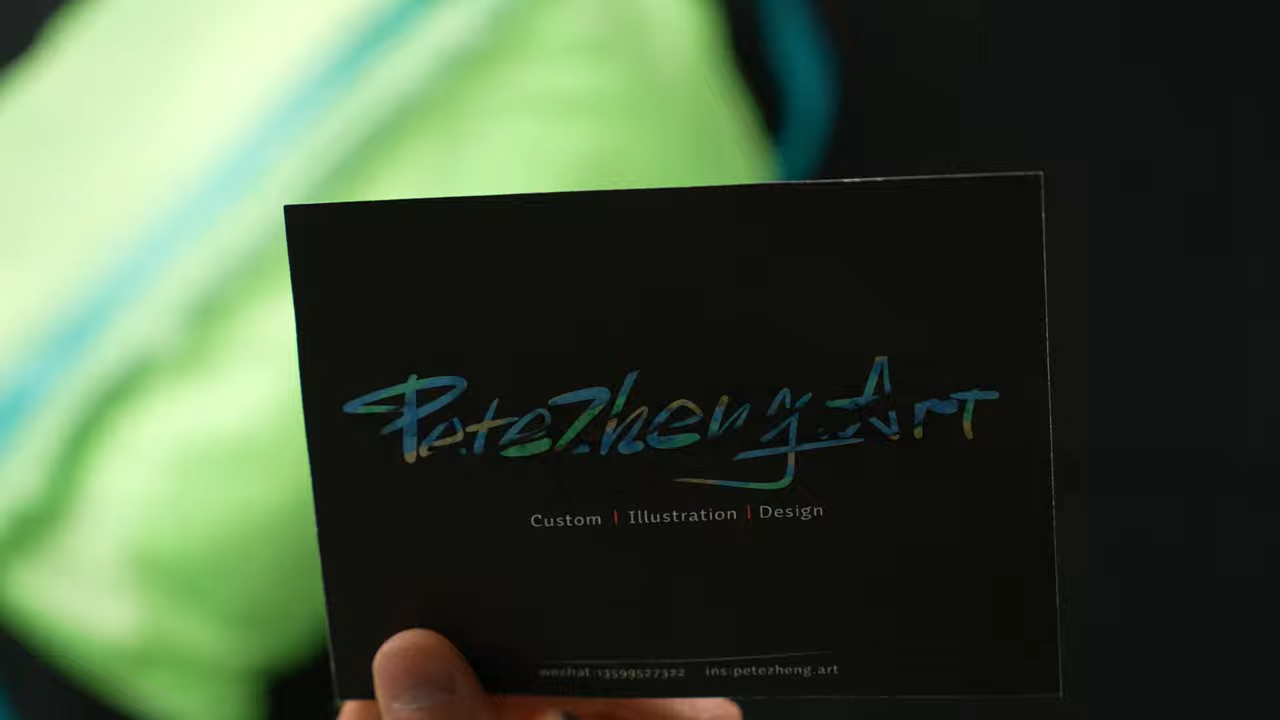 PeteZheng.Art
Custom | Illustration | Design
wechat:13599527322 ins:petezheng.art